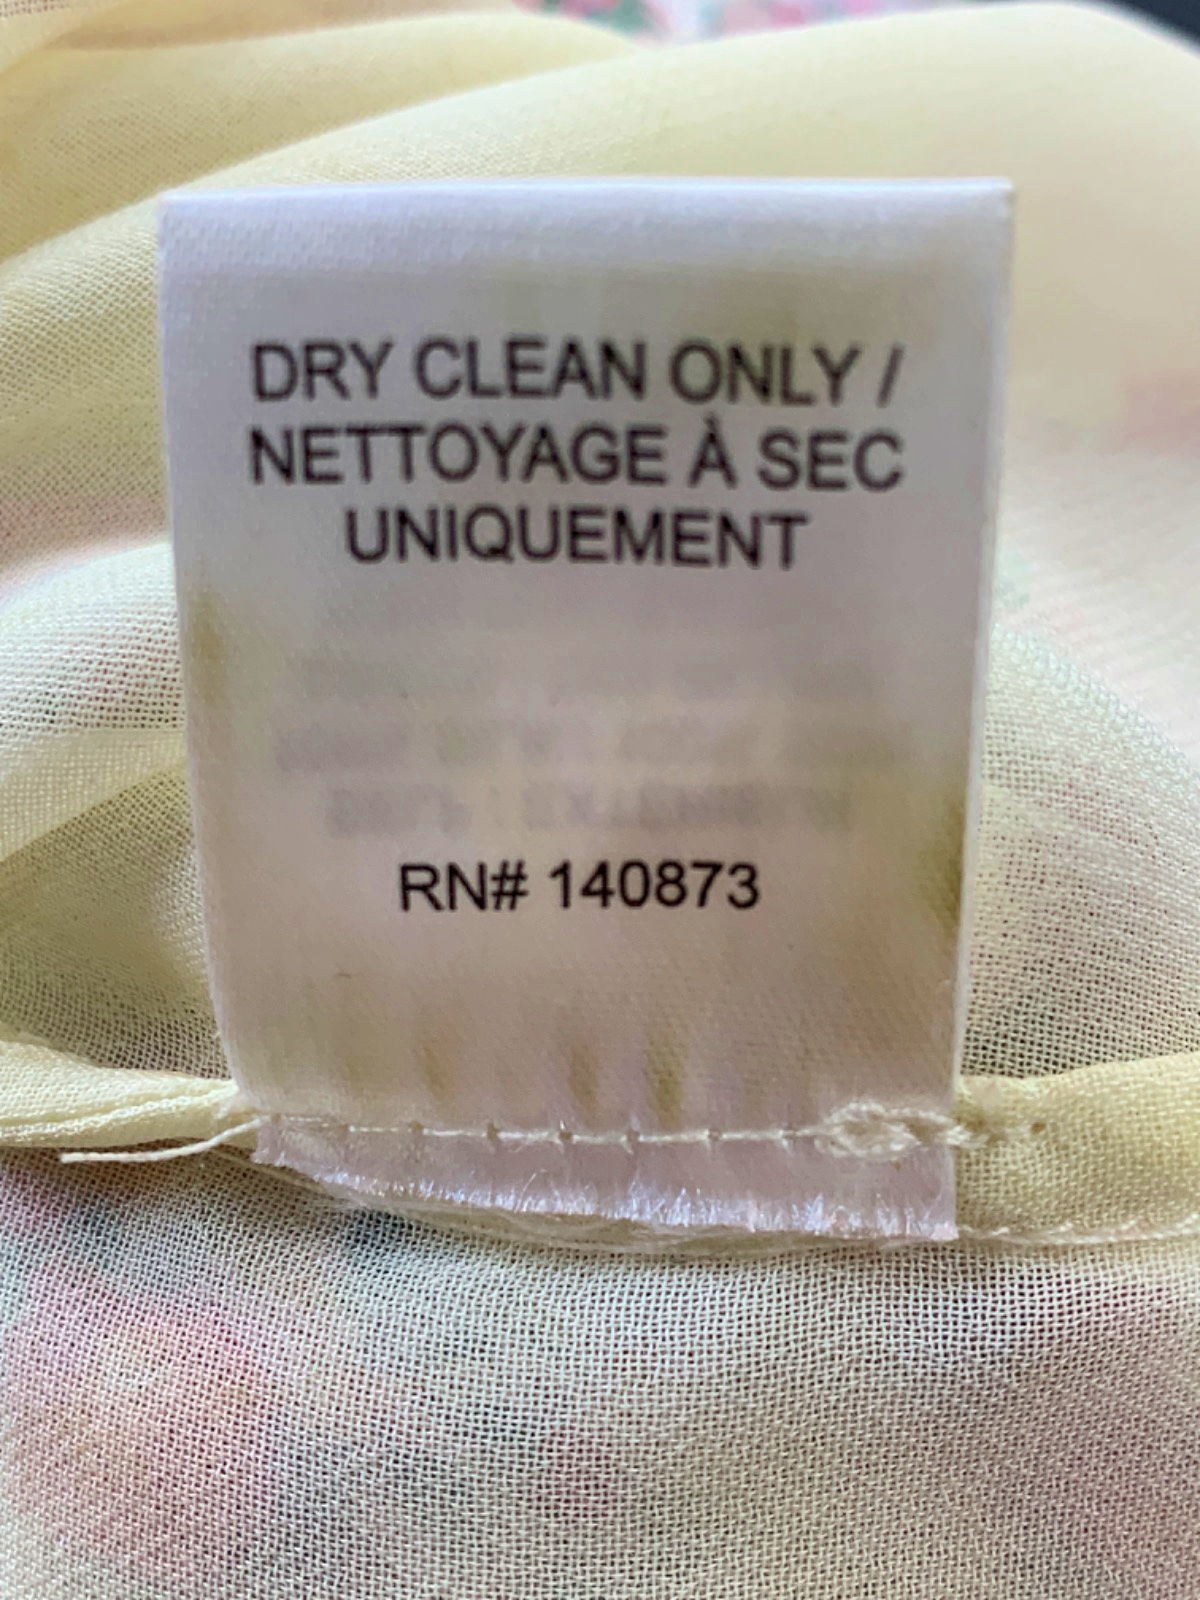 DRY CLEAN ONLY /
NETTOYAGE À SEC
UNIQUEMENT
RN# 140873